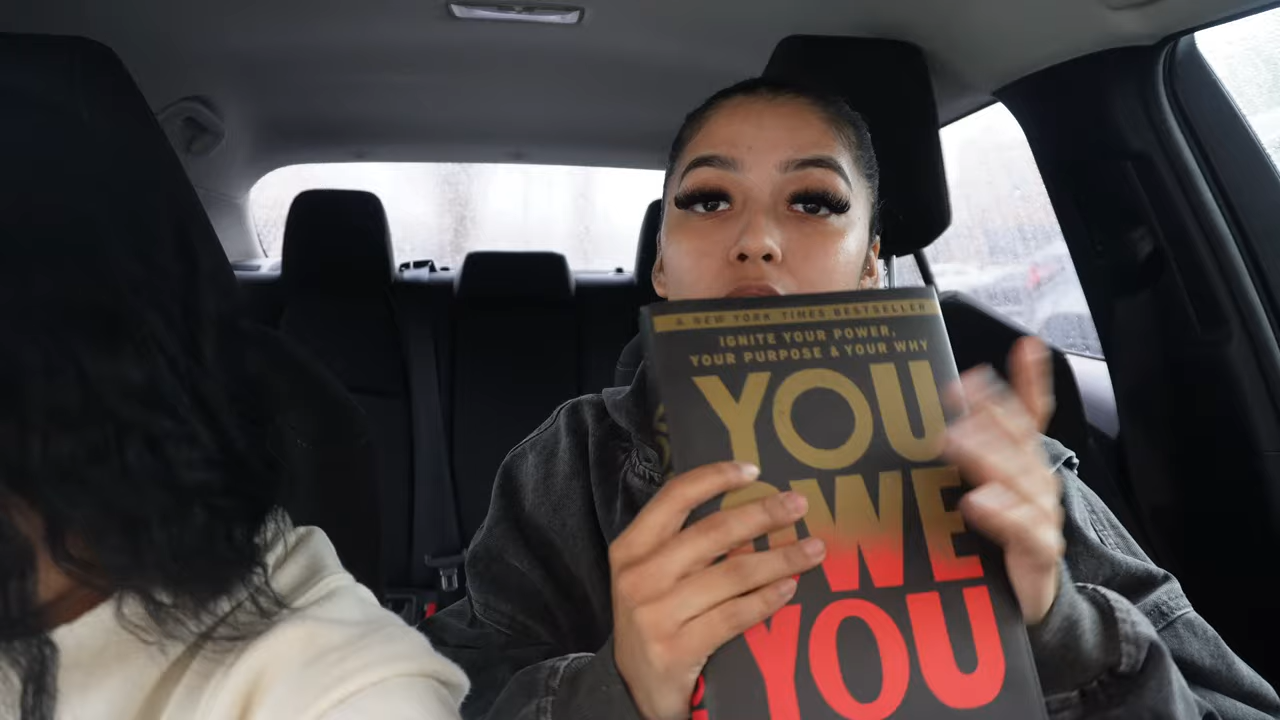 A NEW YORK TIMES BESTSELLER
IGNITE YOUR POWER,
YOUR PURPOSE & YOUR WHY
YOU
OWE
YOU